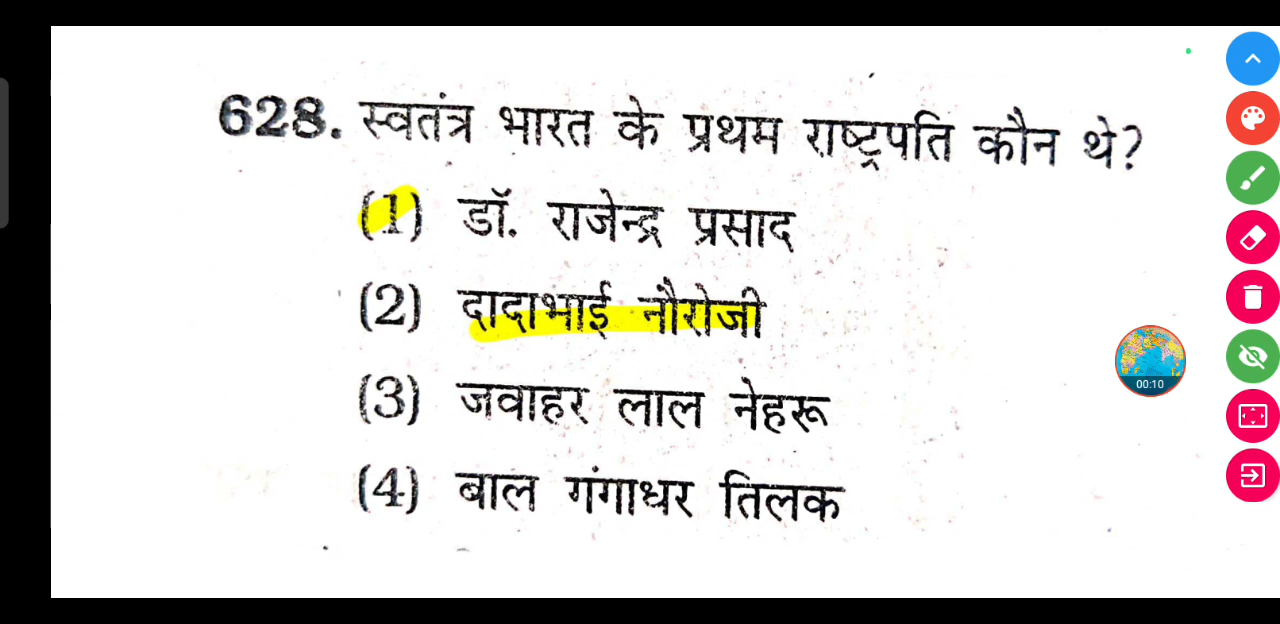 628. स्वतंत्र भारत के प्रथम राष्ट्रपति कौन थे?
(1) डॉ. राजेन्द्र प्रसाद
(2) दादाभाई नौरोजी
(3) जवाहर लाल नेहरू
(4) बाल गंगाधर तिलक
00:10